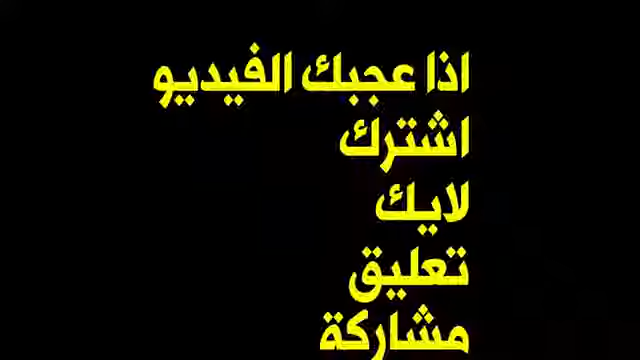 اذا عجبك الفيديو
اشترك
لايك
تعليق
مشاركة